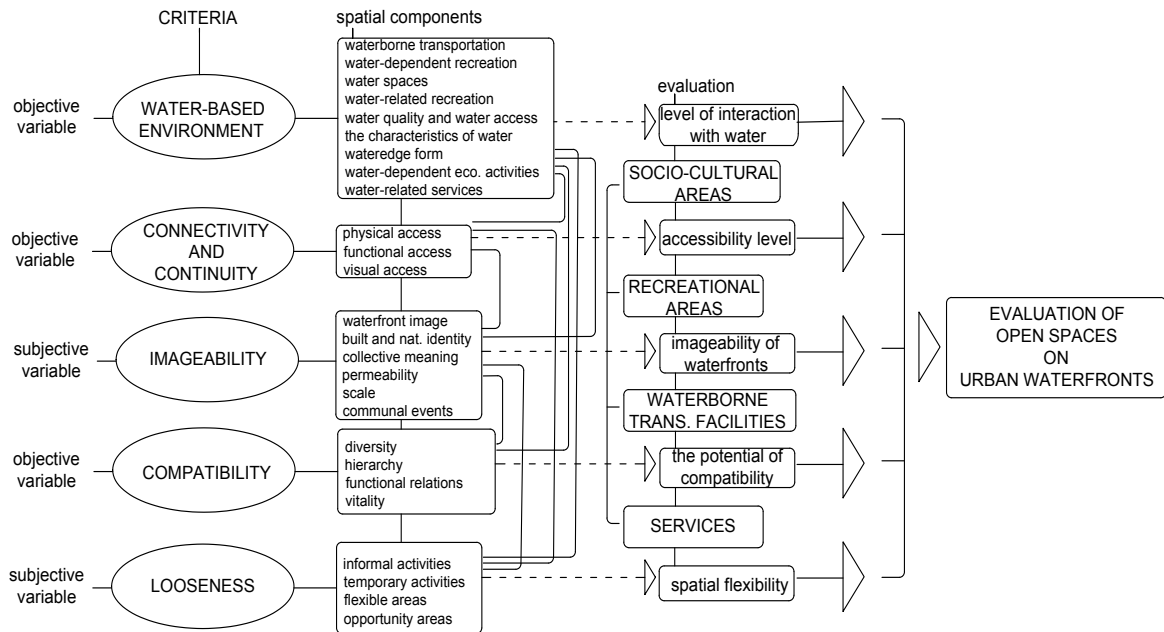 CRITERIA
spatial components
objective
variable
WATER-BASED
ENVIRONMENT
waterborne transportation
water-dependent recreation
water spaces
water-related recreation
water quality and water access
the characteristics of water
wateredge form
water-dependent eco. activities
water-related services
evaluation
level of interaction
with water
SOCIO-CULTURAL
AREAS
objective
variable
CONNECTIVITY
AND
CONTINUITY
physical access
functional access
visual access
accessibility level
RECREATIONAL
AREAS
subjective
variable
IMAGEABILITY
waterfront image
built and nat. identity
collective meaning
permeability
scale
communal events
imageability of
waterfronts
WATERBORNE
TRANS. FACILITIES
objective
variable
COMPATIBILITY
diversity
hierarchy
functional relations
vitality
the potential of
compatibility
SERVICES
subjective
variable
LOOSENESS
informal activities
temporary activities
flexible areas
opportunity areas
spatial flexibility
EVALUATION OF
OPEN SPACES
ON
URBAN WATERFRONTS